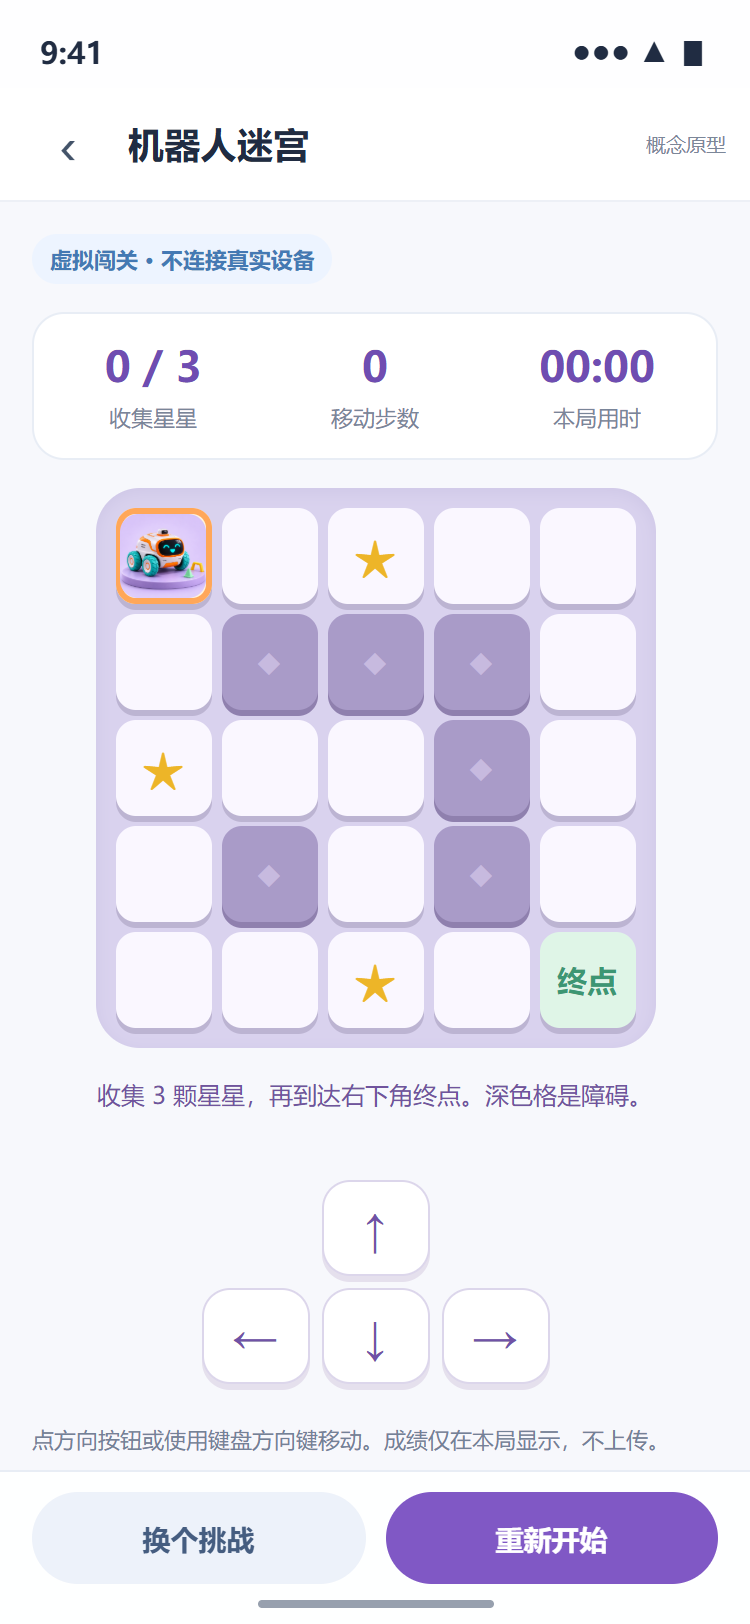 9:41
‹ 机器人迷宫 概念原型
虚拟闯关·不连接真实设备
0 / 3 0 00:00
收集星星 移动步数 本局用时
终点
收集 3 颗星星，再到达右下角终点。深色格是障碍。
↑
← ↓ →
点方向按钮或使用键盘方向键移动。成绩仅在本局显示，不上传。
换个挑战 重新开始